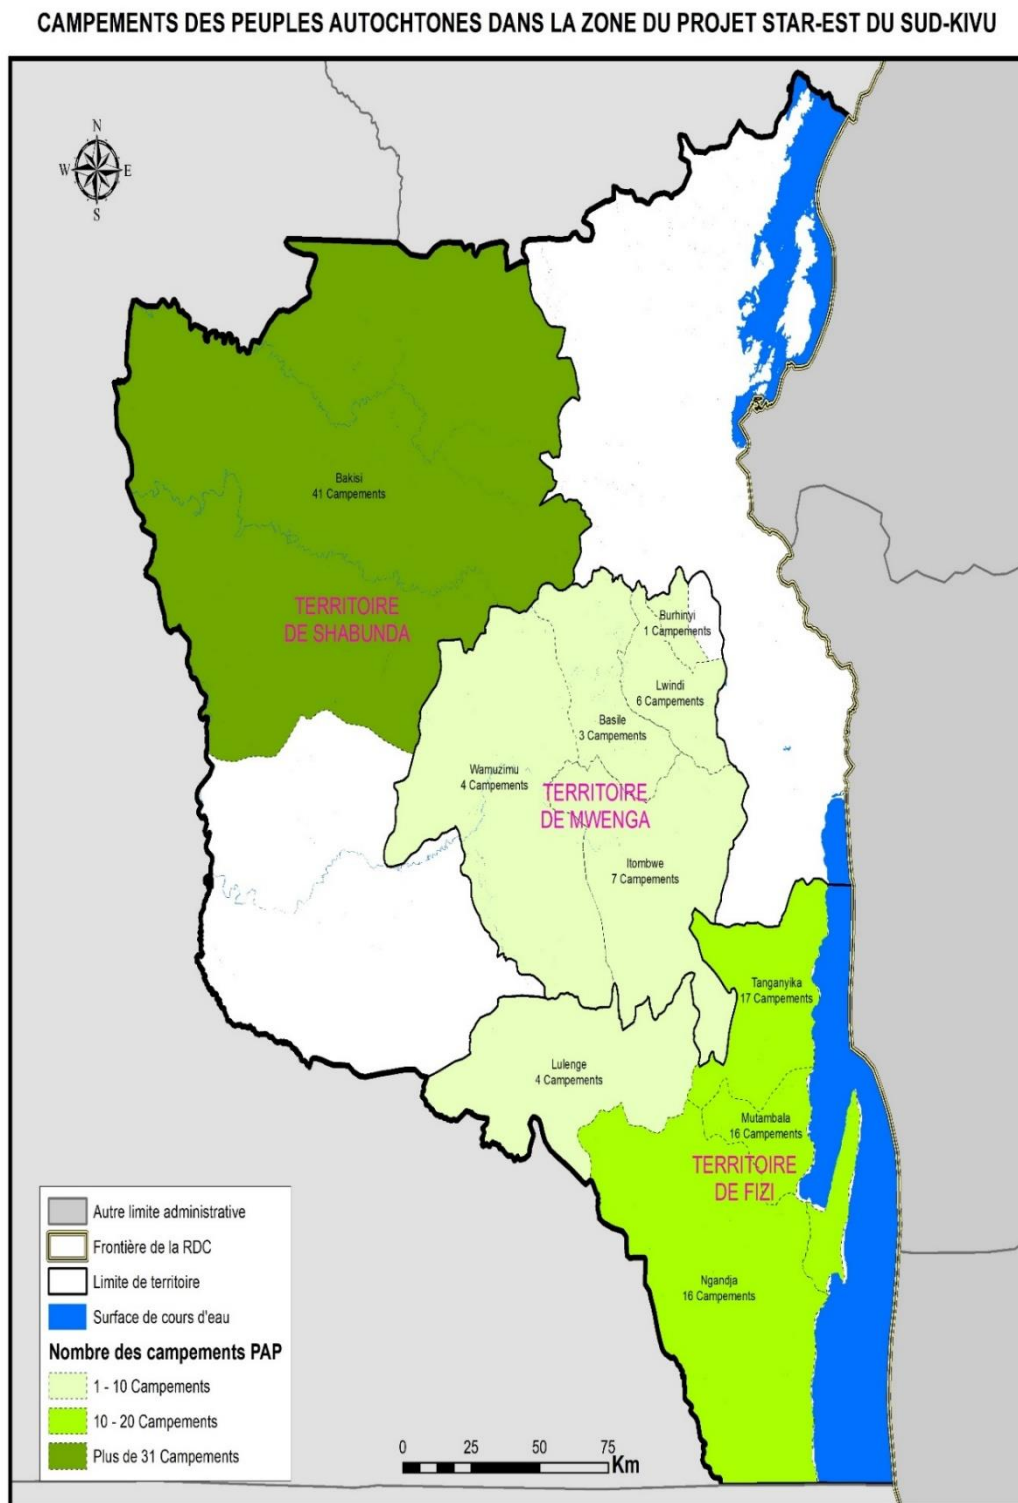 CAMPEMENTS DES PEUPLES AUTOCHTONES DANS LA ZONE DU PROJET STAR-EST DU SUD-KIVU
N
W E
S
Bakisi
41 Campements
TERRITOIRE
DE SHABUNDA
Burhinyi
1 Campements
Lwindi
6 Campements
Basile
3 Campements
Wamuzimu
4 Campements
TERRITOIRE
DE MWENGA
Itombwe
7 Campements
Tanganyika
17 Campements
Lulenge
4 Campements
Mutambala
16 Campements
TERRITOIRE
DE FIZI
Ngandja
16 Campements
Autre limite administrative
Frontière de la RDC
Limite de territoire
Surface de cours d'eau
Nombre des campements PAP
1 - 10 Campements
10 - 20 Campements
Plus de 31 Campements
0 25 50 75
Km